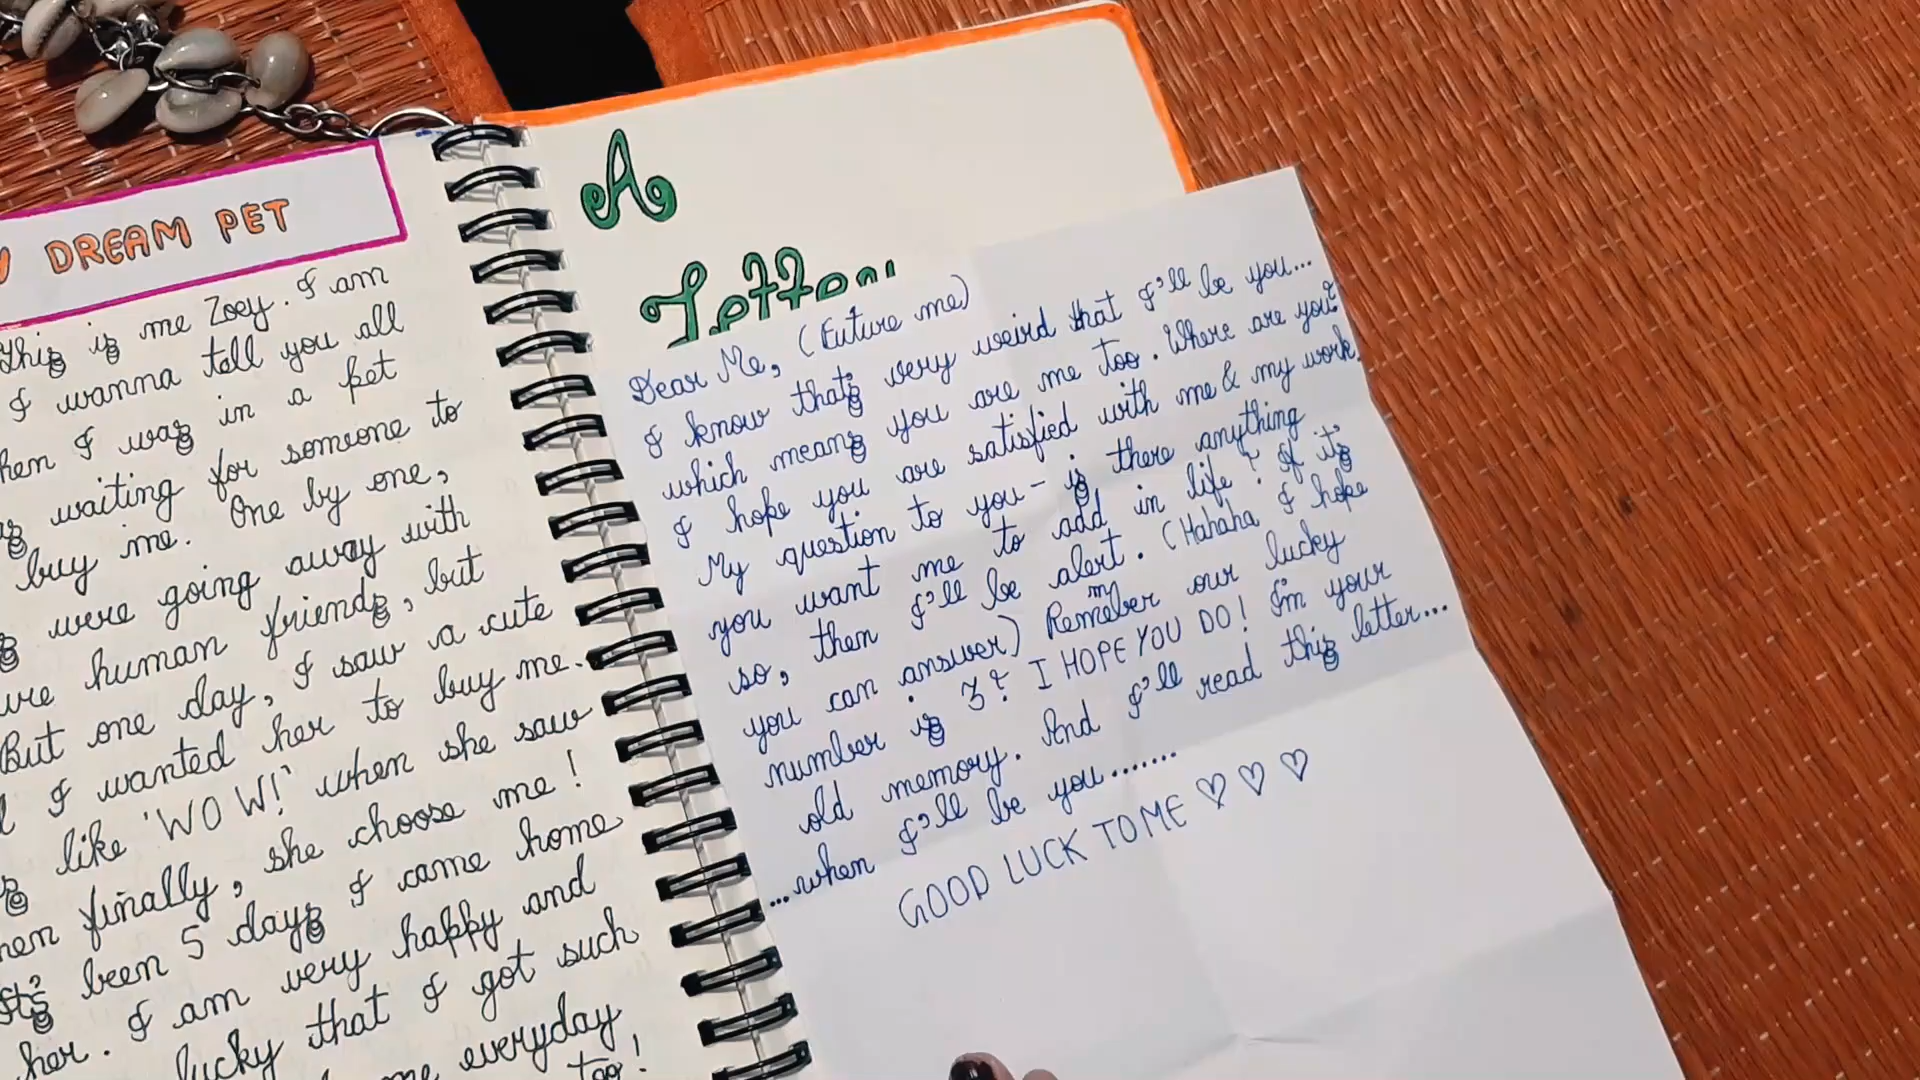 DREAM PET
This is me Zoey. I am
I wanna tell you all
hen I was in a pet
waiting for someone to
buy me. One by one,
were going away with
human friends, but
But one day, I saw a cute
I wanted her to buy me.
like 'WOW!' when she saw
finally, she choose me!
It's been 5 days I came home
her. I am very happy and
lucky that I got such
me everyday
too!
A
Letter
Dear Me, (Future me)
I know that's very weird that I'll be you...
which means you are me too. Where are you?
I hope you are satisfied with me & my work.
My question to you - is there anything
you want me to add in life? If it's
so, then I'll be alert. (Hahaha I hope
you can answer) Remember our lucky
number is 3? I HOPE YOU DO! I'm your
old memory. And I'll read this letter...
...when I'll be you.......
GOOD LUCK TO ME ♡ ♡ ♡